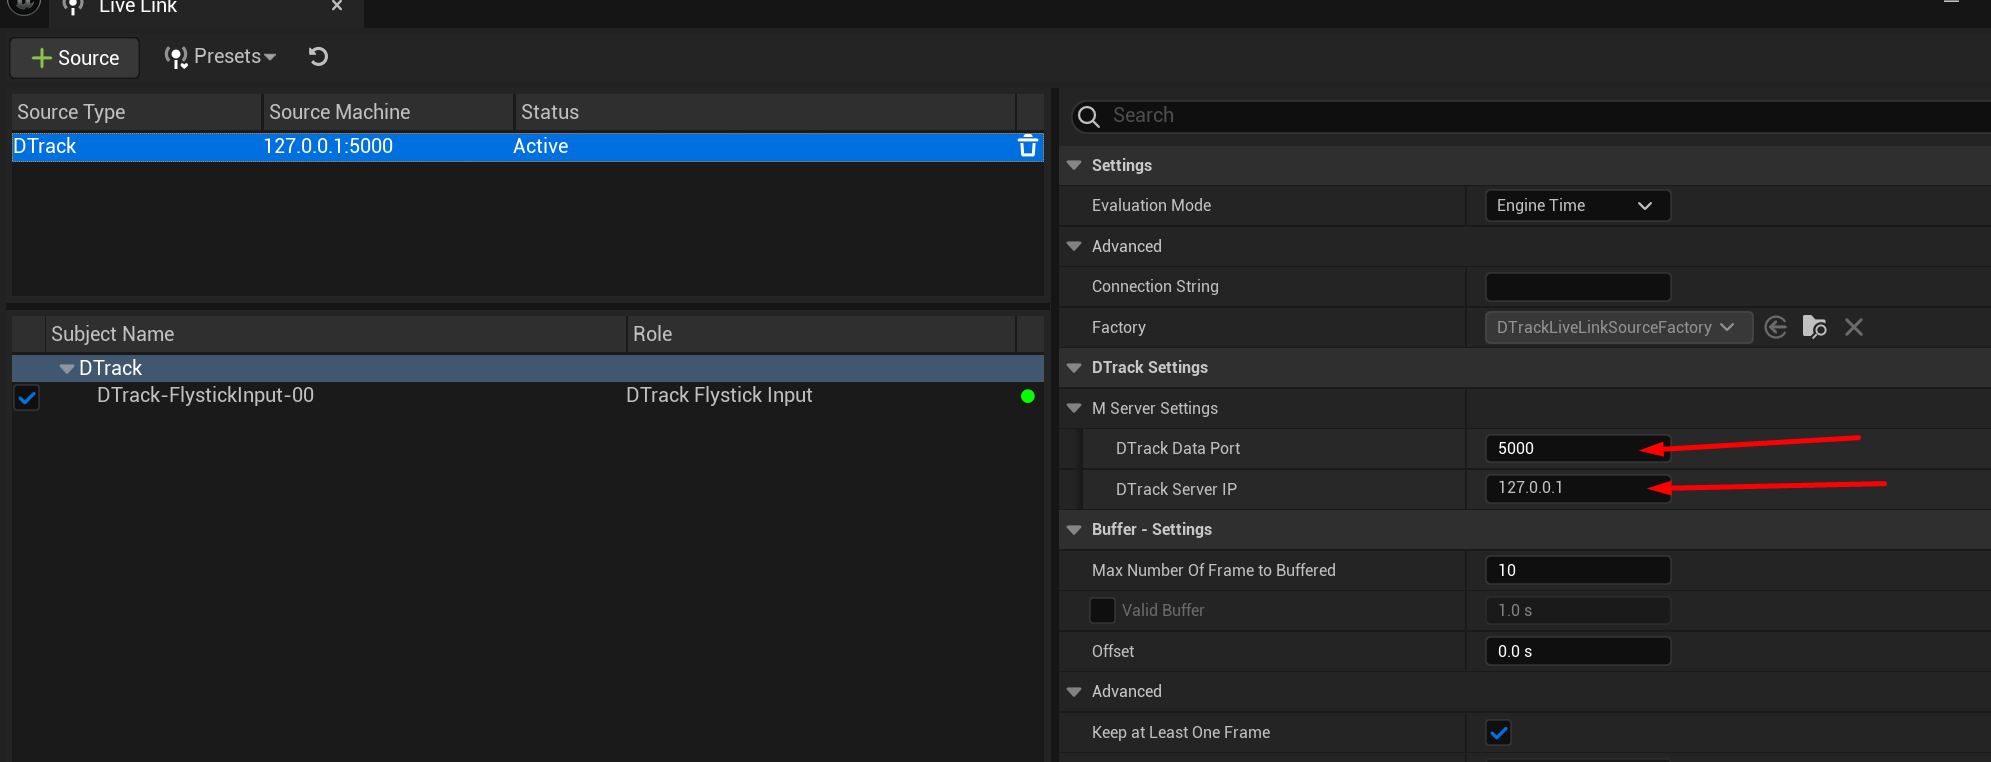 Live Link
Source
Presets
Source Type Source Machine Status
DTrack 127.0.0.1:5000 Active
Subject Name Role
DTrack
DTrack-FlystickInput-00 DTrack Flystick Input
Search
Settings
Evaluation Mode Engine Time
Advanced
Connection String
Factory DTrackLiveLinkSourceFactory
DTrack Settings
M Server Settings
DTrack Data Port 5000
DTrack Server IP 127.0.0.1
Buffer - Settings
Max Number Of Frame to Buffered 10
Valid Buffer 1.0 s
Offset 0.0 s
Advanced
Keep at Least One Frame